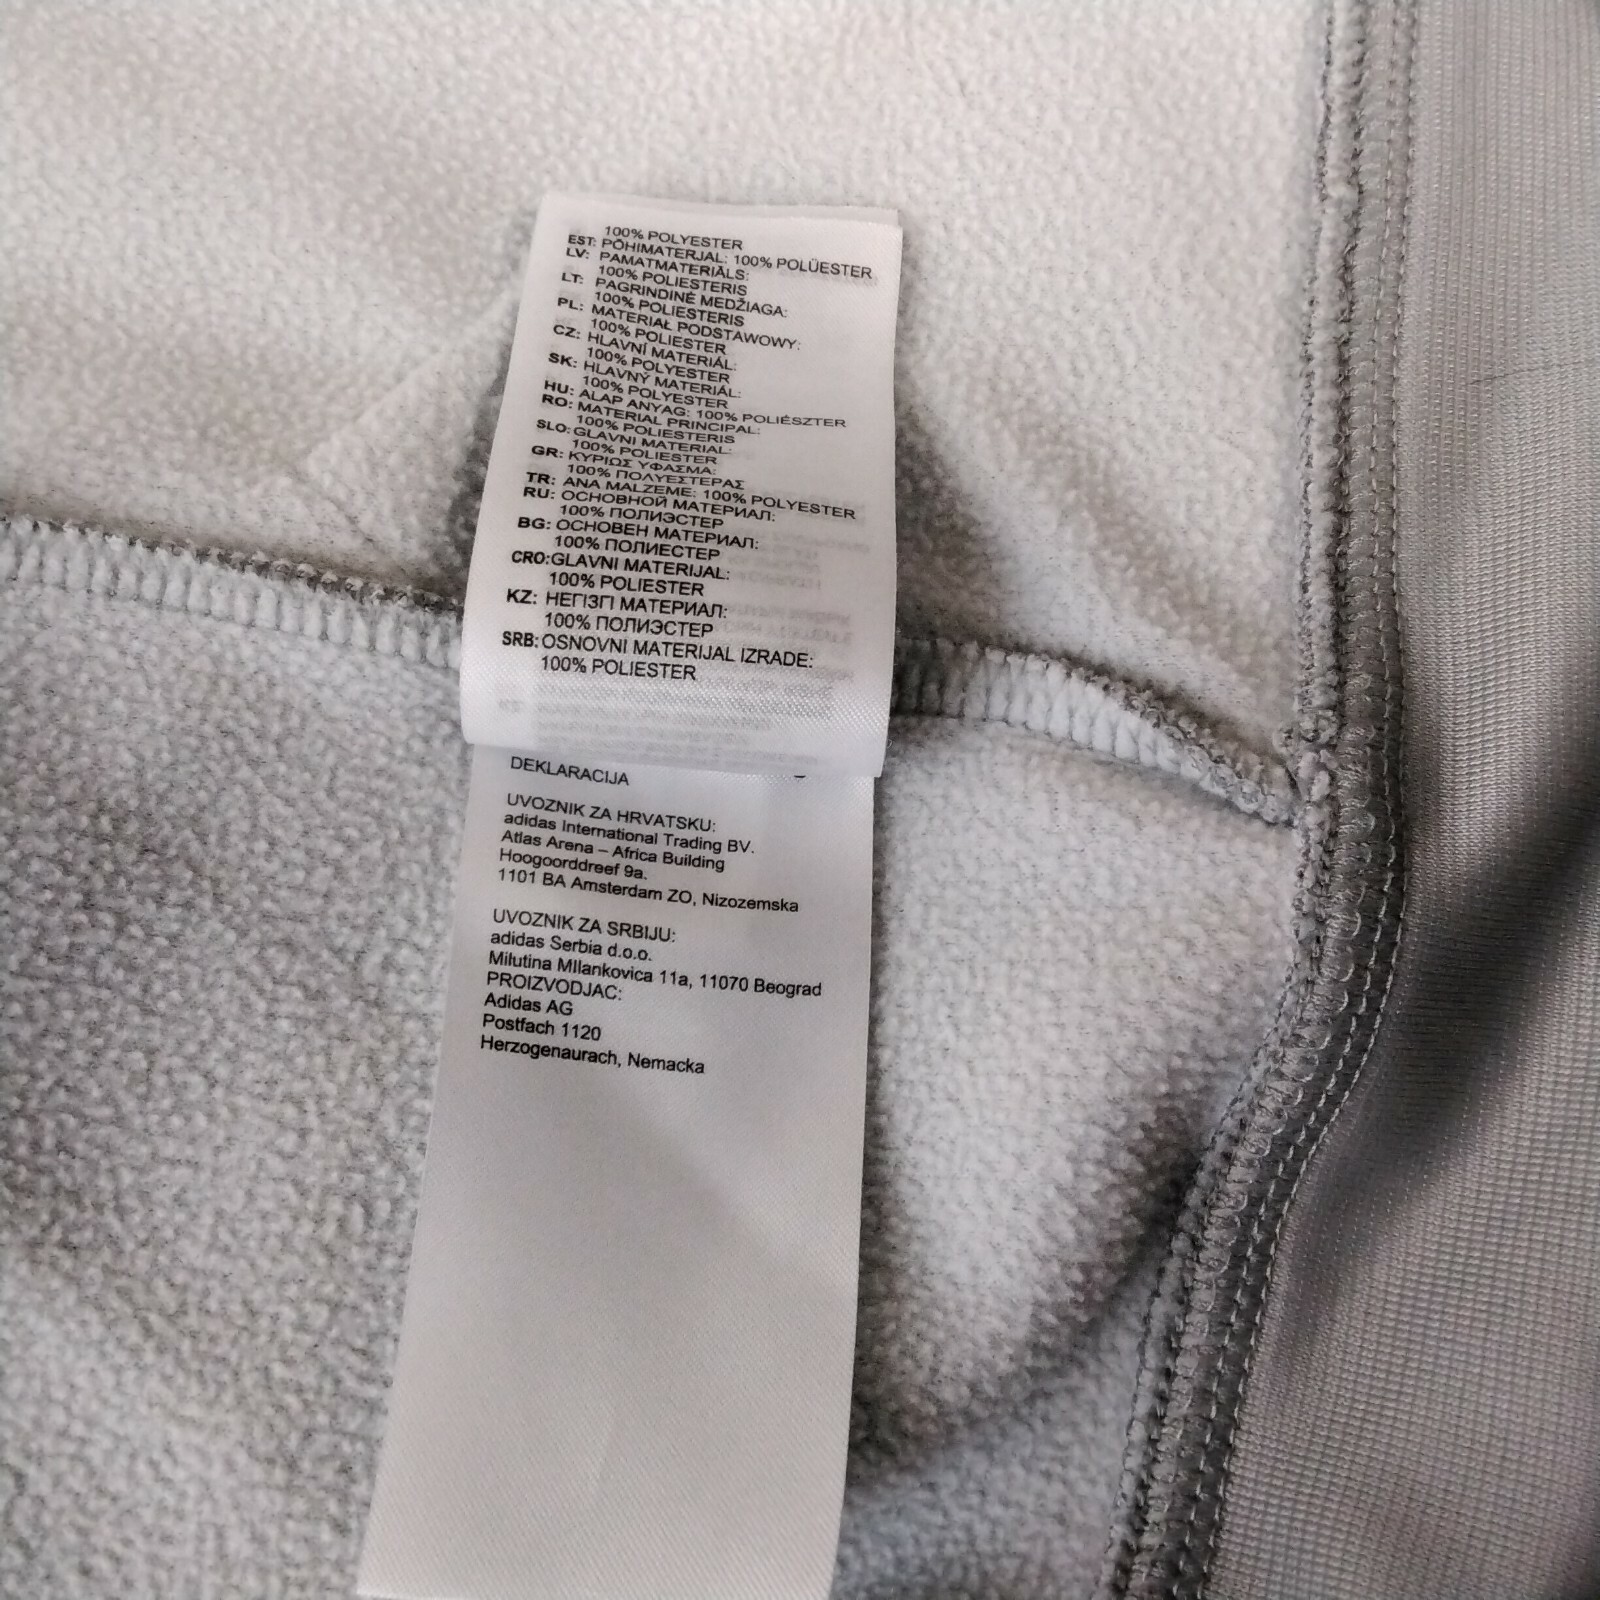 100% POLYESTER
EST: PÕHIMATERJAL: 100% POLÜESTER
LV: PAMATMATERIĀLS:
100% POLIESTERIS
LT: PAGRINDINĖ MEDŽIAGA:
100% POLIESTERIS
PL: MATERIAŁ PODSTAWOWY:
100% POLIESTER
CZ: HLAVNÍ MATERIÁL:
100% POLYESTER
SK: HLAVNÝ MATERIÁL:
100% POLYESTER
HU: ALAP ANYAG: 100% POLIÉSZTER
RO: MATERIAL PRINCIPAL:
100% POLIESTERIS
SLO: GLAVNI MATERIAL:
100% POLIESTER
GR: ΚΥΡΙΩΣ ΥΦΑΣΜΑ:
100% ΠΟΛΥΕΣΤΕΡΑΣ
TR: ANA MALZEME: 100% POLYESTER
RU: ОСНОВНОЙ МАТЕРИАЛ:
100% ПОЛИЭСТЕР
BG: ОСНОВЕН МАТЕРИАЛ:
100% ПОЛИЕСТЕР
CRO: GLAVNI MATERIJAL:
100% POLIESTER
KZ: НЕГІЗГІ МАТЕРИАЛ:
100% ПОЛИЭСТЕР
SRB: OSNOVNI MATERIJAL IZRADE:
100% POLIESTER
DEKLARACIJA
UVOZNIK ZA HRVATSKU:
adidas International Trading BV.
Atlas Arena – Africa Building
Hoogoorddreef 9a.
1101 BA Amsterdam ZO, Nizozemska
UVOZNIK ZA SRBIJU:
adidas Serbia d.o.o.
Milutina MIlankovica 11a, 11070 Beograd
PROIZVODJAC:
Adidas AG
Postfach 1120
Herzogenaurach, Nemacka